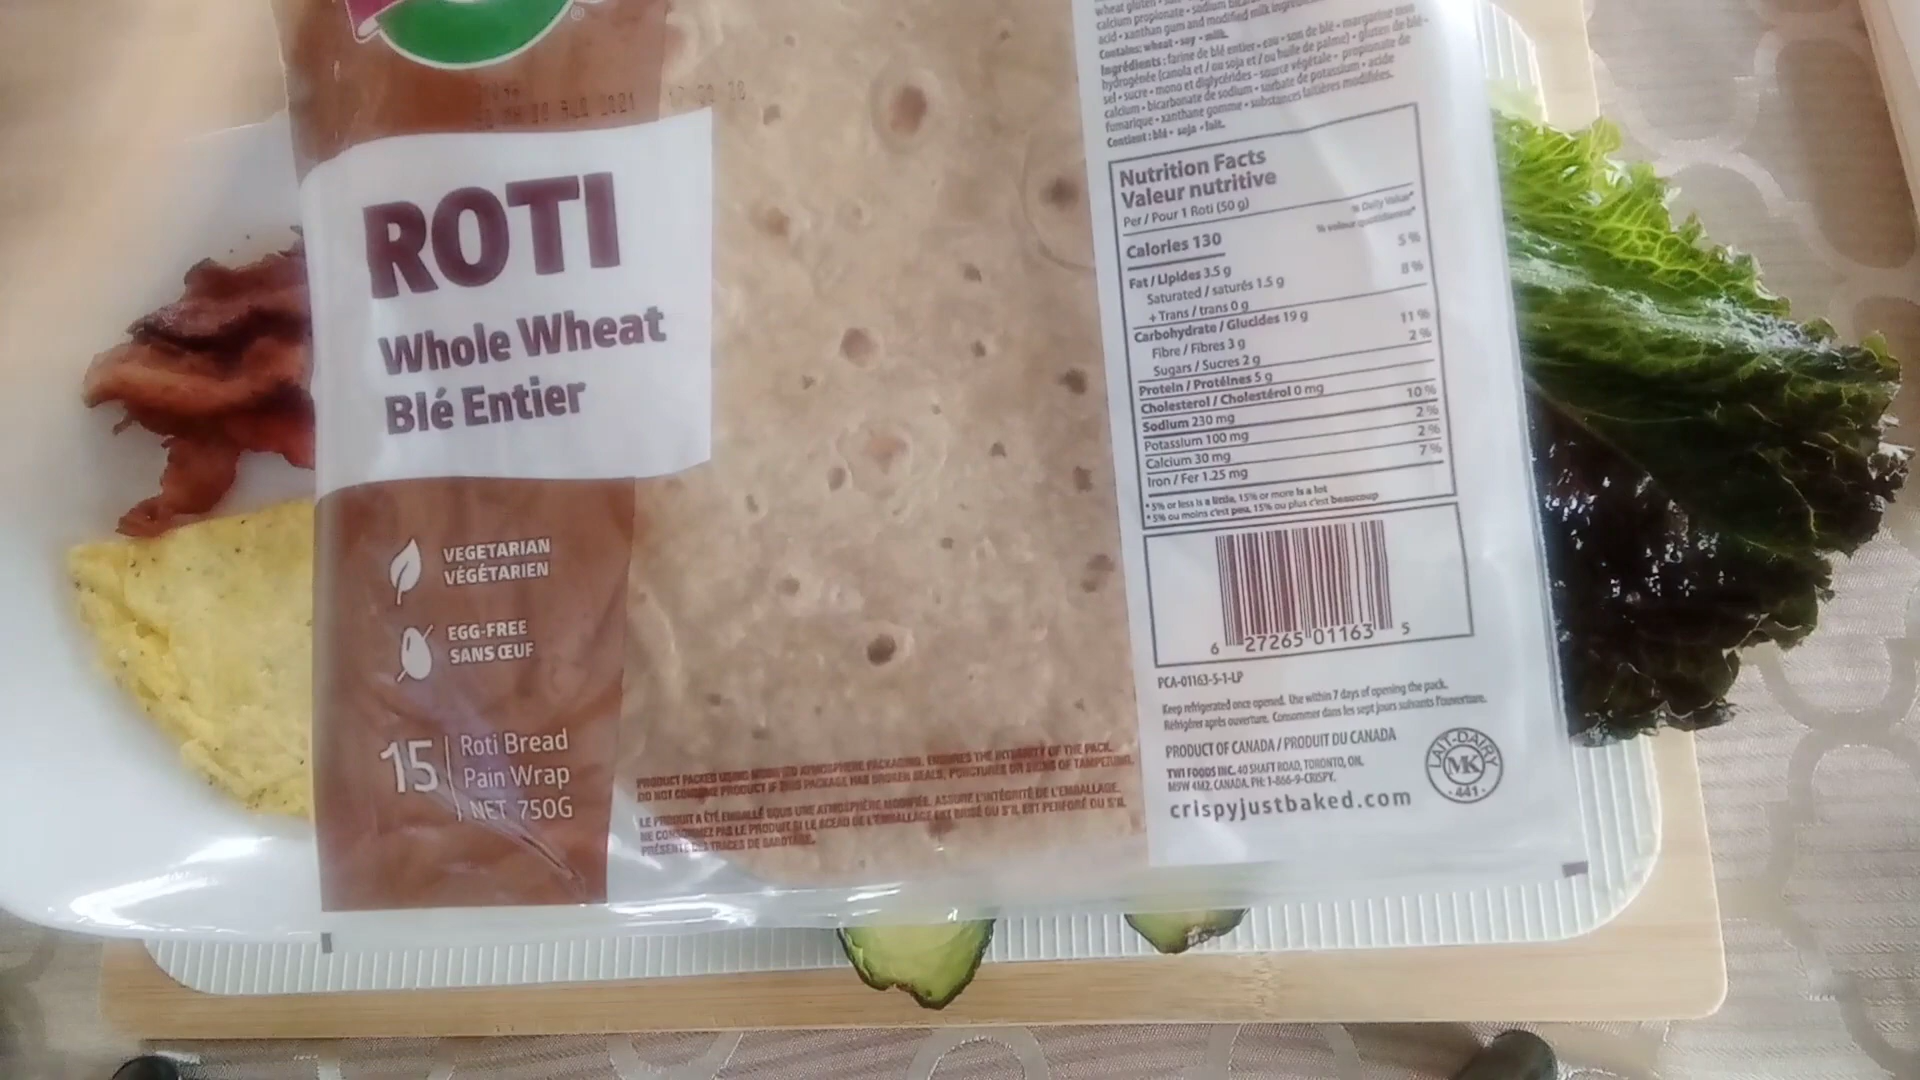 ROTI
Whole Wheat
Blé Entier
VEGETARIAN
VÉGÉTARIEN
EGG-FREE
SANS ŒUF
15
Roti Bread
Pain Wrap
NET 750G
PRODUCT PACKED USING MODIFIED ATMOSPHERE PACKAGING. ENSURES THE INTEGRITY OF THE PACK.
DO NOT CONSUME PRODUCT IF THIS PACKAGE HAS BROKEN SEALS, PUNCTURES OR SIGNS OF TAMPERING.
LE PRODUIT A ÉTÉ EMBALLÉ SOUS UNE ATMOSPHÈRE MODIFIÉE. ASSURE L'INTÉGRITÉ DE L'EMBALLAGE.
NE CONSOMMEZ PAS LE PRODUIT SI LE SCEAU DE L'EMBALLAGE EST BRISÉ OU S'IL EST PERFORÉ OU S'IL
PRÉSENTE DES TRACES DE SABOTAGE.
wheat gluten
calcium propionate - sodium
acid - xanthan gum and modified milk
Contains: wheat - soy - milk
Ingrédients : farine de blé entier - eau - son de blé - margarine non
hydrogénée (canola et / ou soja et / ou huile de palme) - gluten de blé -
sel - sucre - mono et diglycérides - source végétale - propionate de
calcium - bicarbonate de sodium - sorbate de potassium - acide
fumarique - xanthane gomme - substances laitières modifiées.
Contient : blé - soja - lait.
Nutrition Facts
Valeur nutritive
Per / Pour 1 Roti (50 g)
% Daily Value*
% valeur quotidienne*
Calories 130
Fat / Lipides 3.5 g 5 %
Saturated / saturés 1.5 g 8 %
+ Trans / trans 0 g
Carbohydrate / Glucides 19 g
Fibre / Fibres 3 g 11 %
Sugars / Sucres 2 g 2 %
Protein / Protéines 5 g
Cholesterol / Cholestérol 0 mg
Sodium 230 mg 10 %
Potassium 100 mg 2 %
Calcium 30 mg 2 %
Iron / Fer 1.25 mg 7 %
*5% or less is a little, 15% or more is a lot
*5% ou moins c'est peu, 15% ou plus c'est beaucoup
6 27265 01163 5
PCA-01163-5-1-LP
Keep refrigerated once opened. Use within 7 days of opening the pack.
Réfrigérer après ouverture. Consommer dans les sept jours suivants l'ouverture.
PRODUCT OF CANADA / PRODUIT DU CANADA
TWI FOODS INC. 40 SHAFT ROAD, TORONTO, ON,
M9W 4M2. CANADA. PH: 1-866-9-CRISPY.
crispyjustbaked.com
LAIT-DAIRY
MK
441